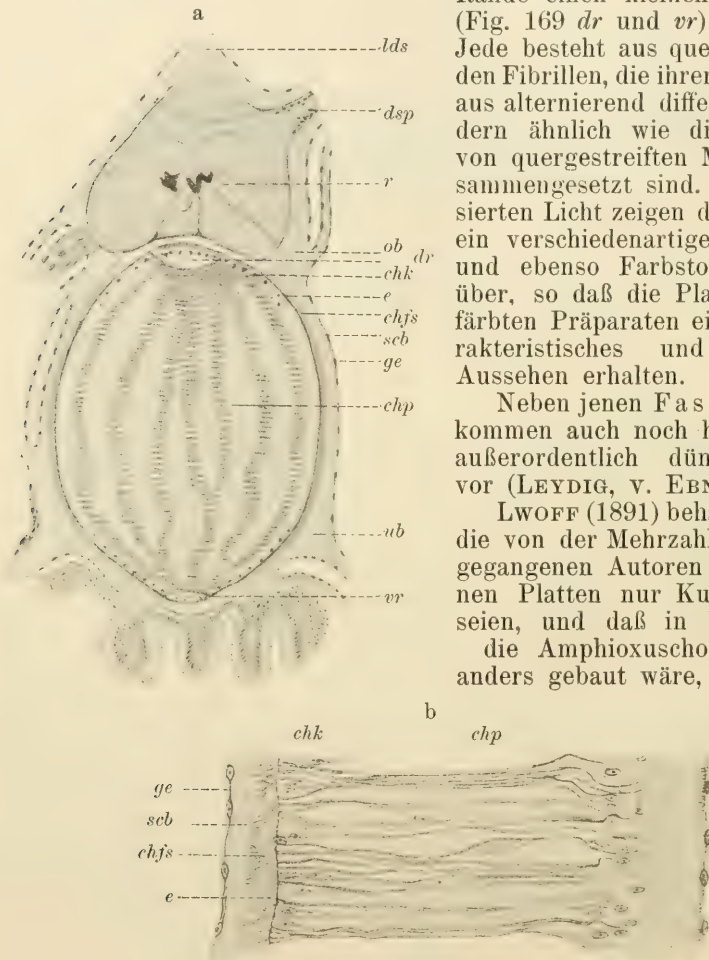 a
lds
dsp
r
ob
dr
chk
e
chfs
scb
ge
chp
ub
vr
(Fig. 169 dr und vr)
Jede besteht aus que
den Fibrillen, die ihrer
aus alternierend diffe
dern ähnlich wie di
von quergestreiften M
sammengesetzt sind.
sierten Licht zeigen d
ein verschiedenartige
und ebenso Farbsto
über, so daß die Pla
färbten Präparaten ei
rakteristisches und
Aussehen erhalten.
Neben jenen Fas
kommen auch noch h
außerordentlich dün
vor (LEYDIG, V. EBN
LWOFF (1891) beh
die von der Mehrzahl
gegangenen Autoren
nen Platten nur Ku
seien, und daß in
die Amphioxuscho
anders gebaut wäre,
b
chk chp
ge
scb
chfs
e